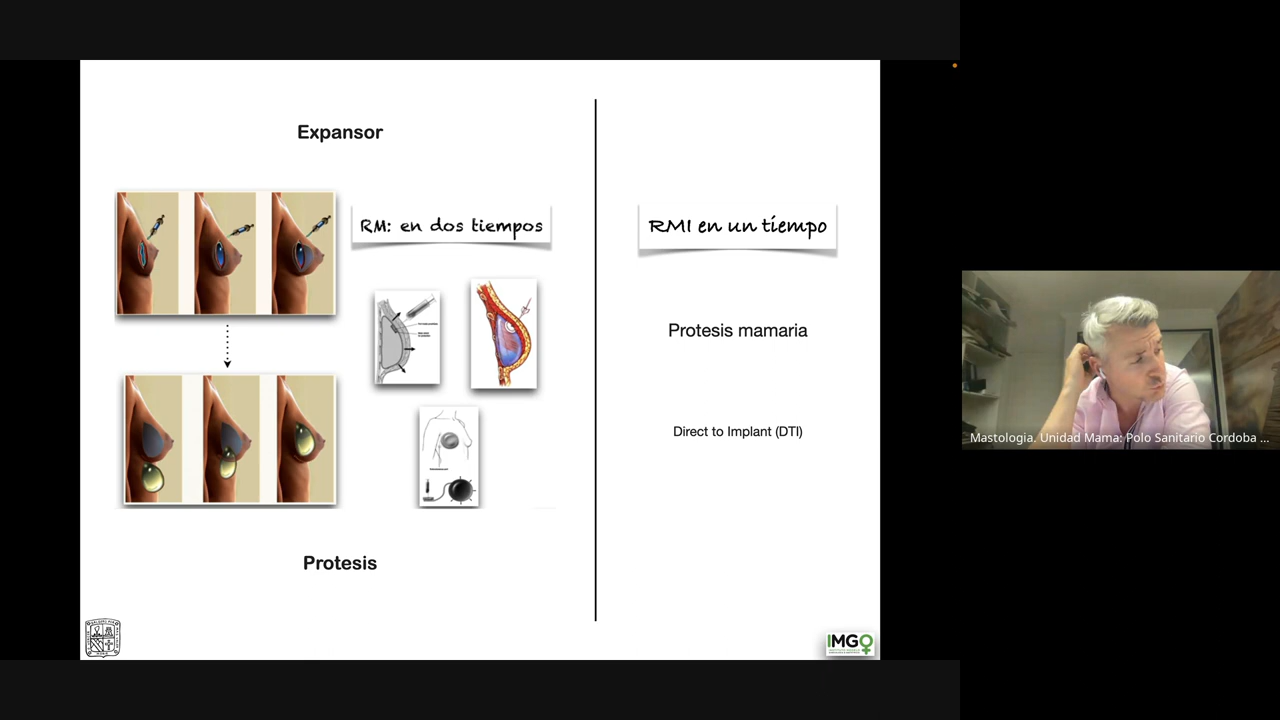 Expansor
RM: en dos tiempos
RMI en un tiempo
Protesis mamaria
Direct to Implant (DTI)
Protesis
IMGO
Mastologia. Unidad Mama: Polo Sanitario Cordoba ...